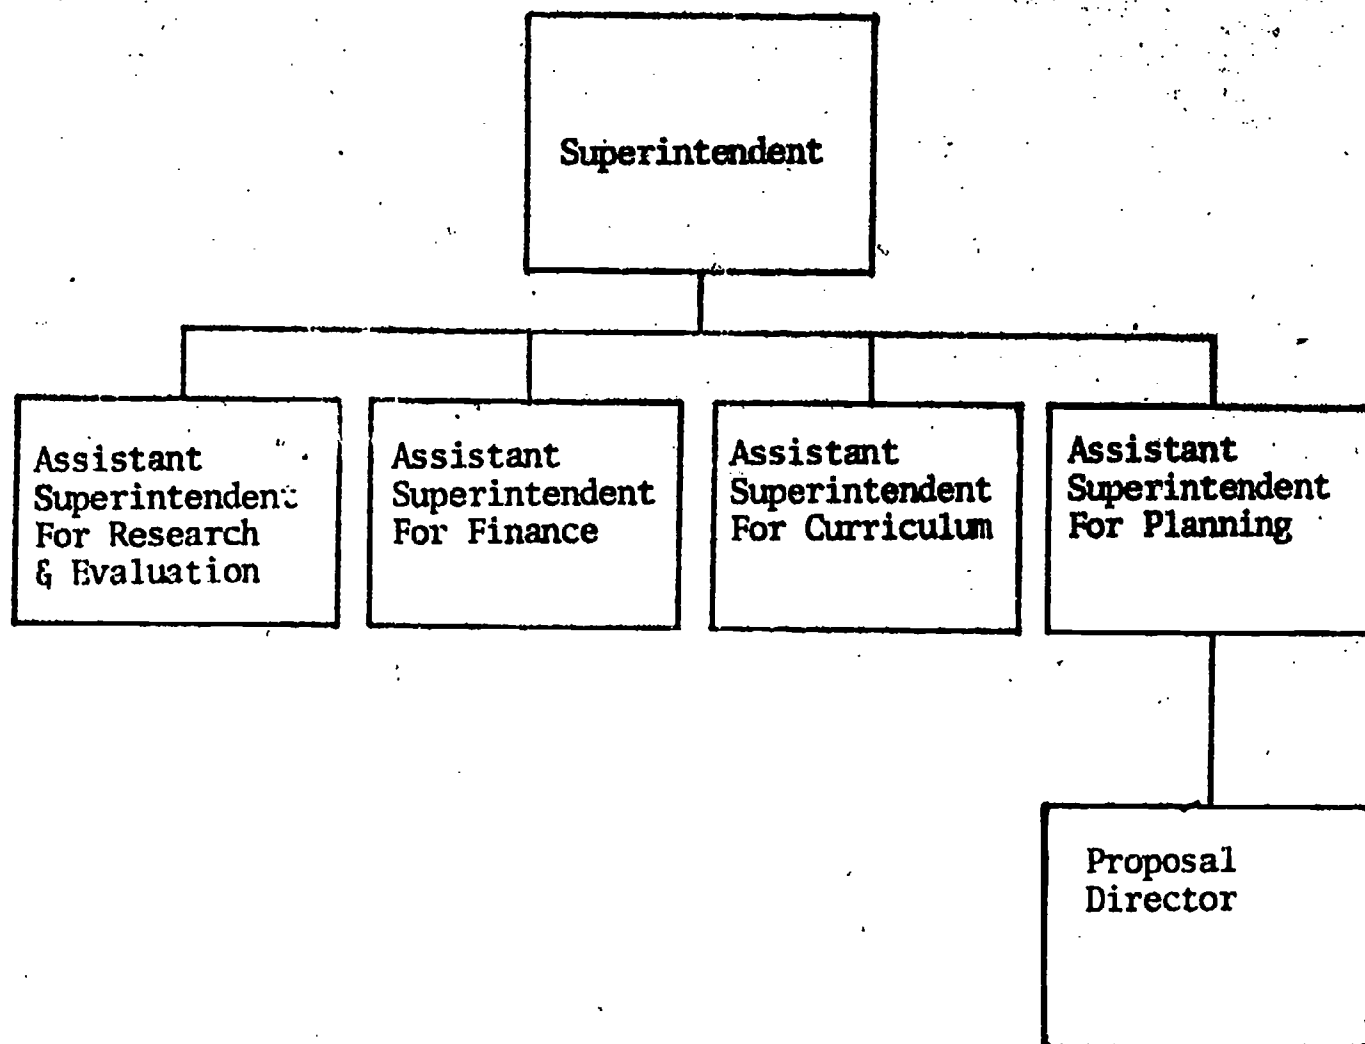 Superintendent
Assistant
Superintendent
For Research
& Evaluation
Assistant
Superintendent
For Finance
Assistant
Superintendent
For Curriculum
Assistant
Superintendent
For Planning
Proposal
Director